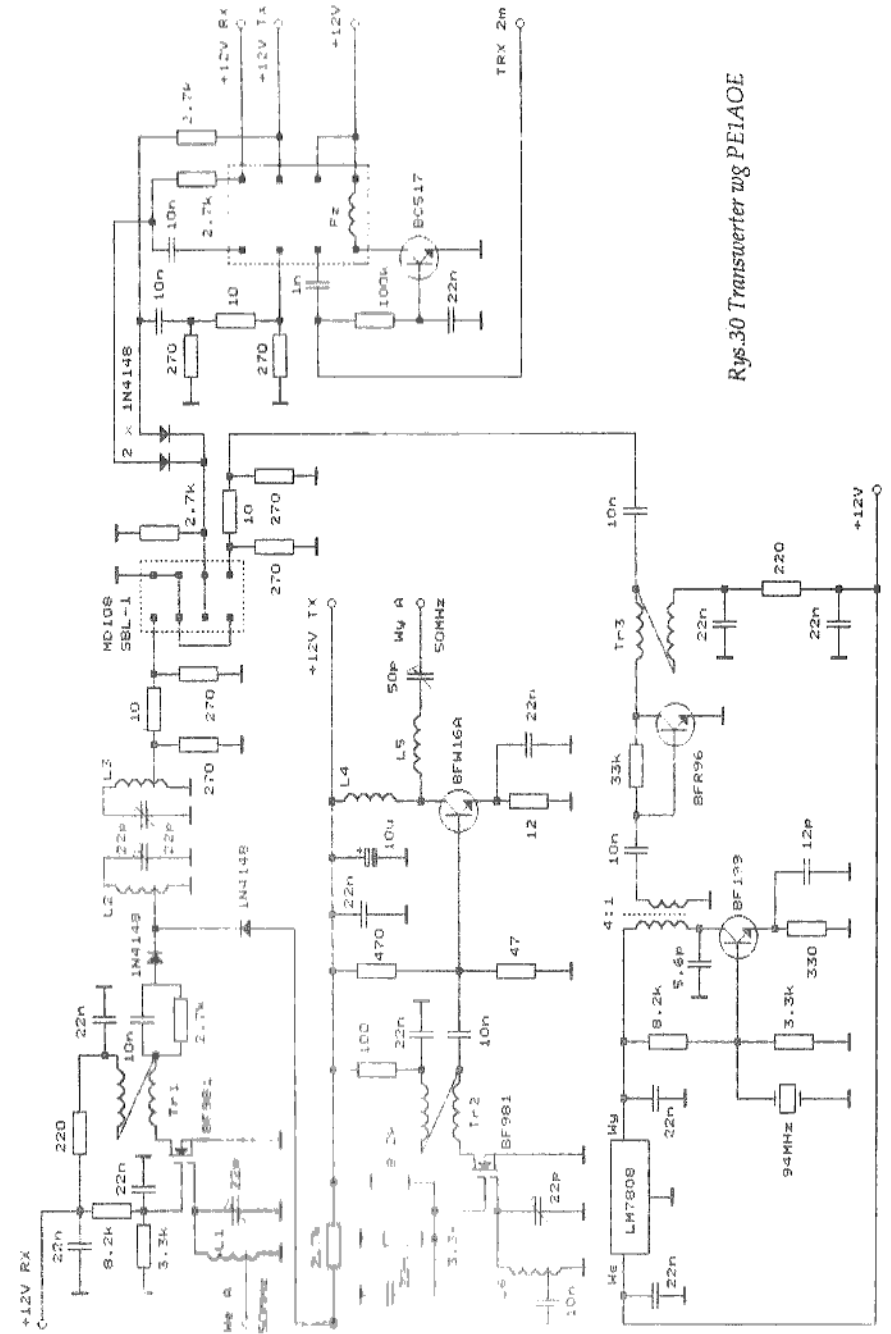 +12V RX
22n
8.2k
3.3k
22n
220
22n
10n
Tr1
BF981
2.7k
22p
L1
We A
50MHz
1N4148
1N4148
L2
22p
22p
L3
10
270
270
MD108
SBL-1
2.7k
2 x 1N4148
10
270
270
270
10n
10
270
10n
2.7k
2.7k
+12V Rx
+12V Tx
+12V
Pz
1n
100k
BC517
22n
TRX 2m
+12V TX
3.3k
100
22n
Tr2
BF981
22p
10n
10n
470
22n
10u
47
L4
L5
50p
Wy A
50MHz
BFW16A
22n
12
We
Wy
LM7808
22n
22n
8.2k
3.3k
94MHz
4:1
5.6p
BF199
12p
330
10n
33k
BFR96
Tr3
10n
22n
220
22n
+12V
Rys.30 Transwerter wg PE1AOE